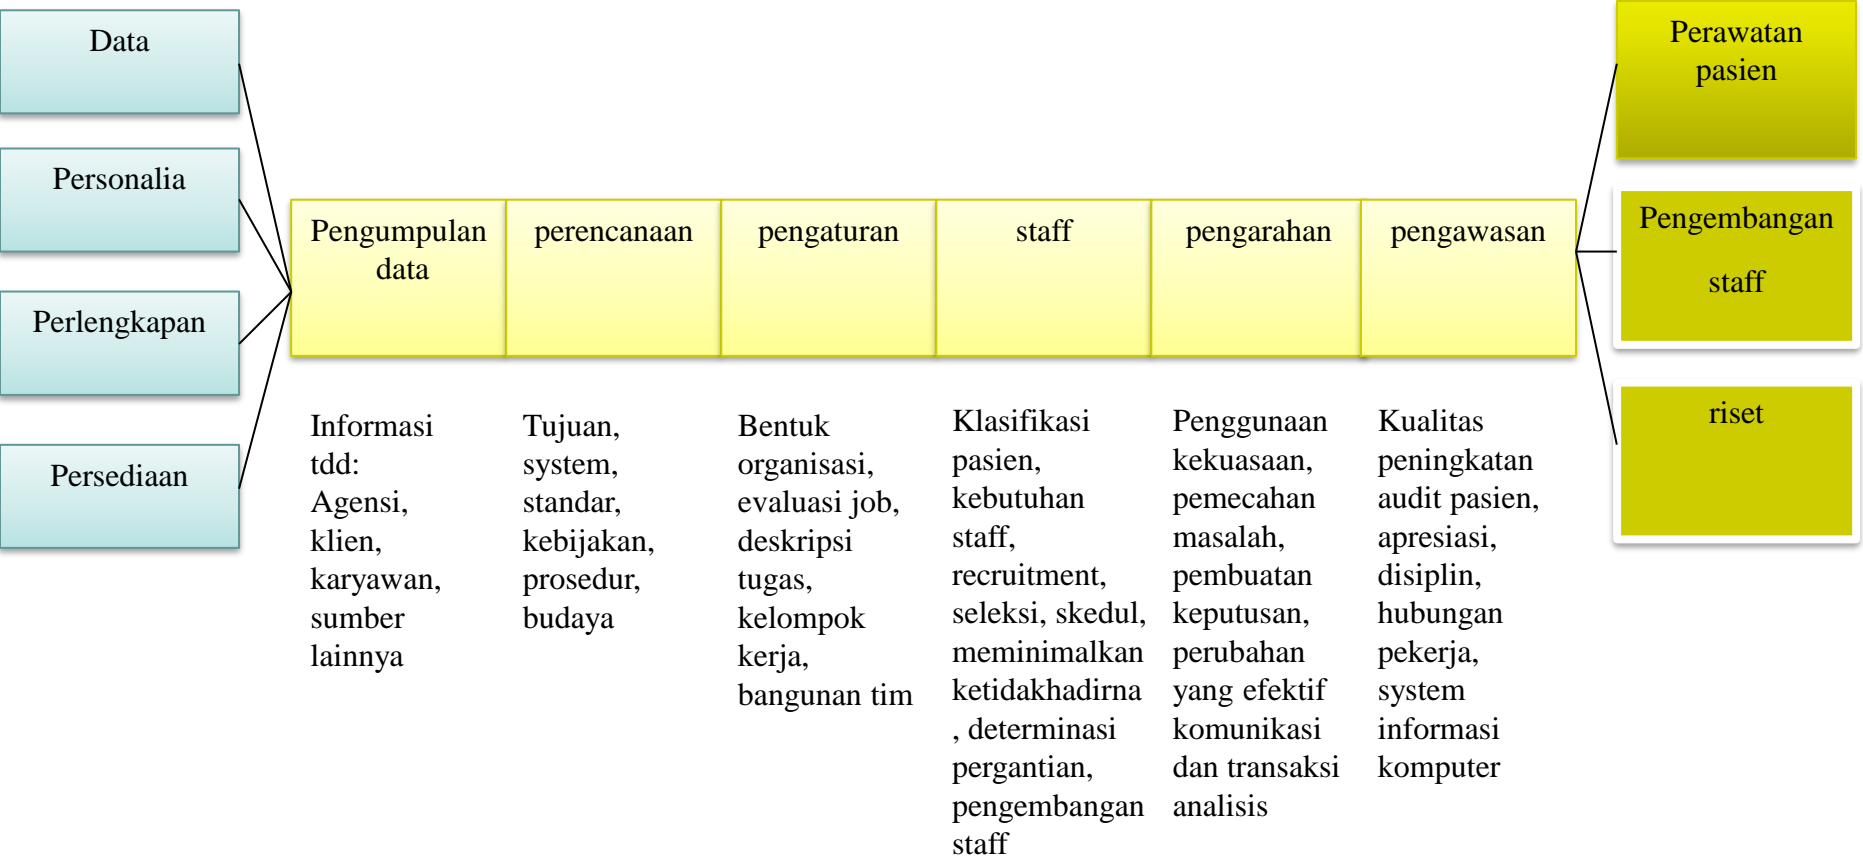 Data
Personalia
Perlengkapan
Persediaan
Pengumpulan
data
perencanaan
pengaturan
staff
pengarahan
pengawasan
Informasi
tdd:
Agensi,
klien,
karyawan,
sumber
lainnya
Tujuan,
system,
standar,
kebijakan,
prosedur,
budaya
Bentuk
organisasi,
evaluasi job,
deskripsi
tugas,
kelompok
kerja,
bangunan tim
Klasifikasi
pasien,
kebutuhan
staff,
recruitment,
seleksi, skedul,
meminimalkan
ketidakhadirna
, determinasi
pergantian,
pengembangan
staff
Penggunaan
kekuasaan,
pemecahan
masalah,
pembuatan
keputusan,
perubahan
yang efektif
komunikasi
dan transaksi
analisis
Kualitas
peningkatan
audit pasien,
apresiasi,
disiplin,
hubungan
pekerja,
system
informasi
komputer
Perawatan
pasien
Pengembangan
staff
riset